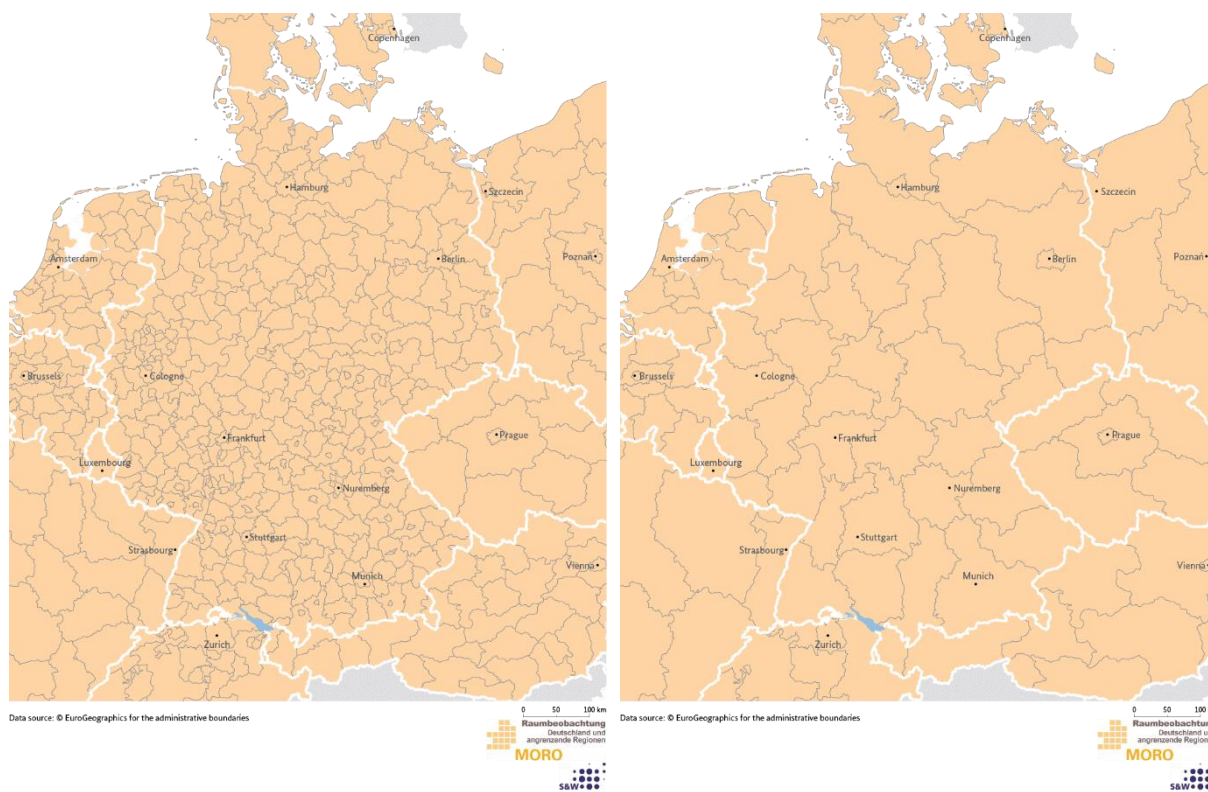 Copenhagen
Hamburg
Szczecin
Amsterdam
Berlin
Poznań
Brussels
Cologne
Frankfurt
Prague
Luxembourg
Nuremberg
Strasbourg
Stuttgart
Vienna
Munich
Zurich
Data source: © EuroGeographics for the administrative boundaries
0 50 100 km
Raumbeobachtung
Deutschland und
angrenzende Regionen
MORO
S&W
Copenhagen
Hamburg
Szczecin
Amsterdam
Berlin
Poznań
Brussels
Cologne
Frankfurt
Prague
Luxembourg
Nuremberg
Strasbourg
Stuttgart
Vienna
Munich
Zurich
Data source: © EuroGeographics for the administrative boundaries
0 50 100
Raumbeobachtung
Deutschland und
angrenzende Regionen
MORO
S&W